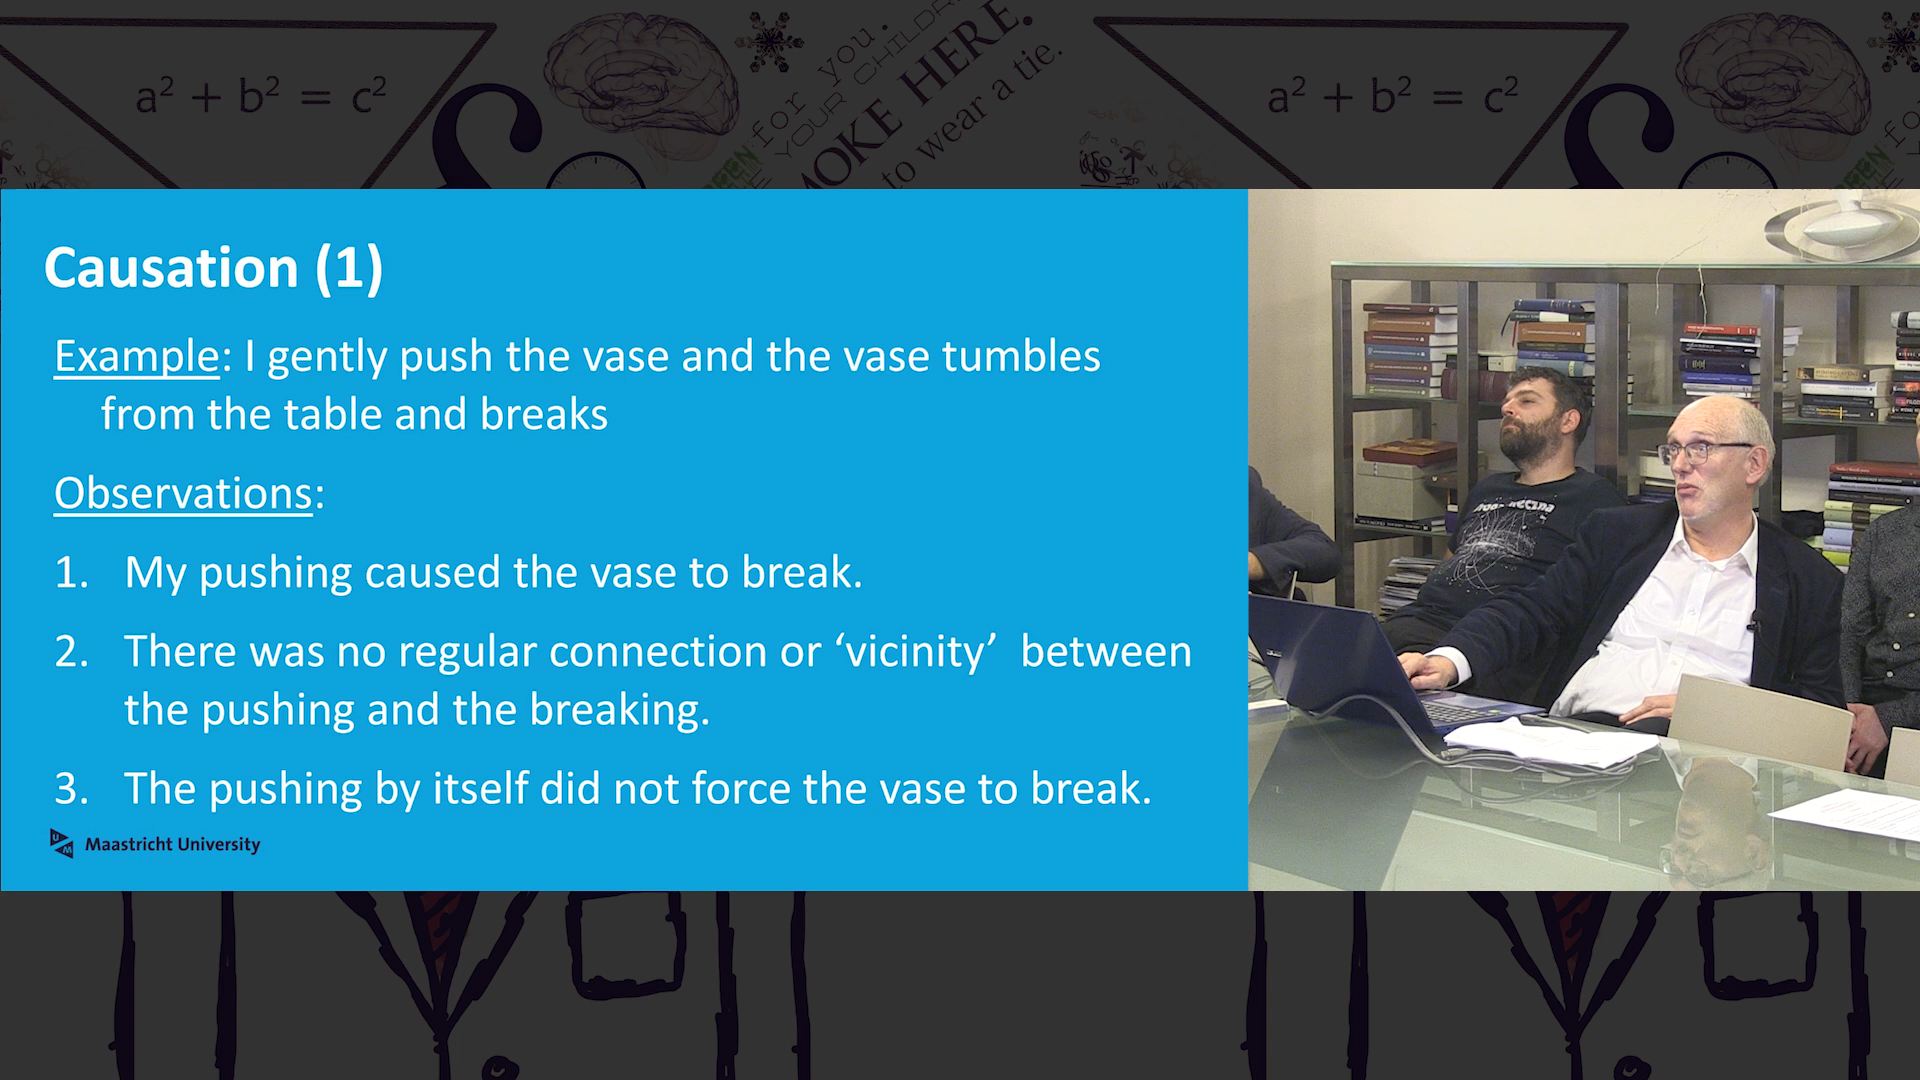 a² + b² = c²
for you.
YOUR CHILDR
MOKE HERE.
to wear a tie.
a² + b² = c²
Causation (1)
Example: I gently push the vase and the vase tumbles
from the table and breaks
Observations:
1. My pushing caused the vase to break.
2. There was no regular connection or ‘vicinity’ between
the pushing and the breaking.
3. The pushing by itself did not force the vase to break.
UM
Maastricht University